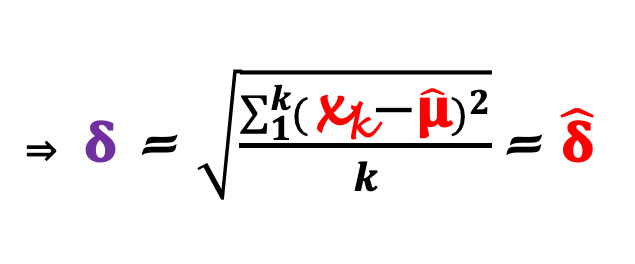 ⇒ δ = √(∑₁ᵏ(xₖ−μ̂)²/k) = δ̂